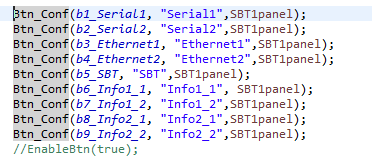 Btn_Conf(b1_Serial1, "Serial1",SBT1panel);
Btn_Conf(b2_Serial2, "Serial2",SBT1panel);
Btn_Conf(b3_Ethernet1, "Ethernet1",SBT1panel);
Btn_Conf(b4_Ethernet2, "Ethernet2",SBT1panel);
Btn_Conf(b5_SBT, "SBT",SBT1panel);
Btn_Conf(b6_Info1_1, "Info1_1", SBT1panel);
Btn_Conf(b7_Info1_2, "Info1_2",SBT1panel);
Btn_Conf(b8_Info2_1, "Info2_1",SBT1panel);
Btn_Conf(b9_Info2_2, "Info2_2",SBT1panel);
//EnableBtn(true);